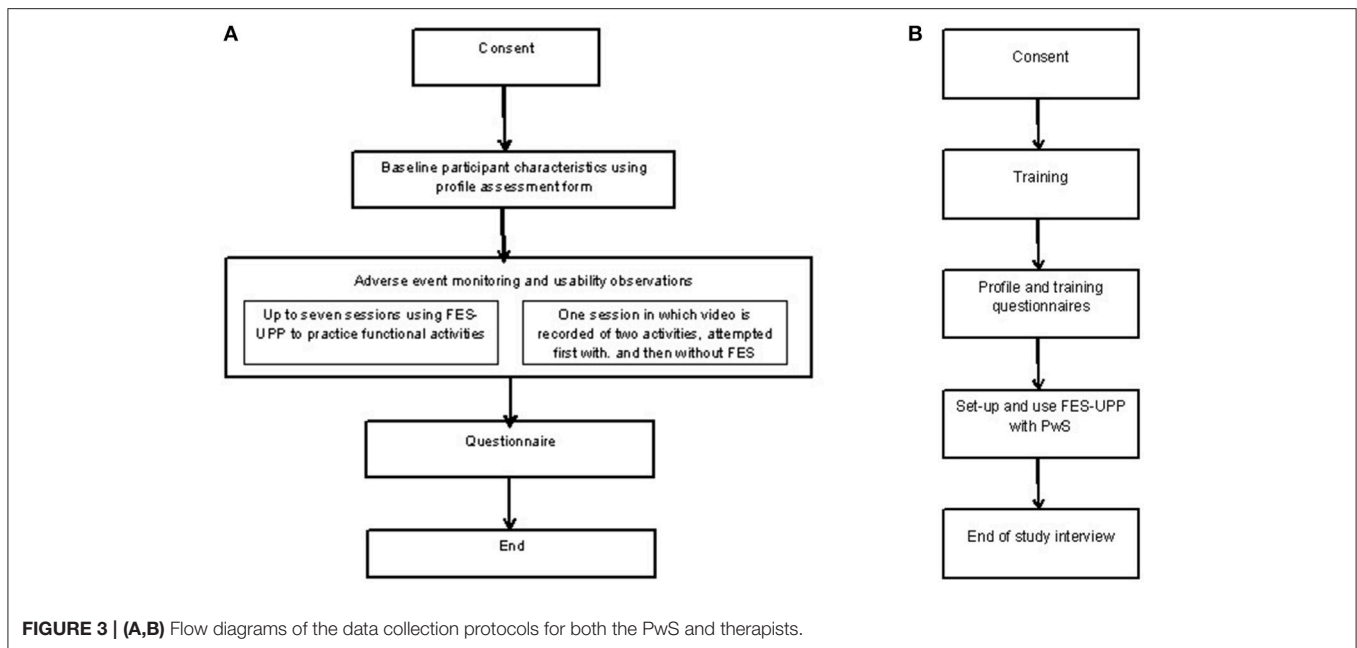 A
Consent
Baseline participant characteristics using
profile assessment form
Adverse event monitoring and usability observations
Up to seven sessions using FES-
UPP to practice functional activities
One session in which video is
recorded of two activities, attempted
first with. and then without FES
Questionnaire
End
B
Consent
Training
Profile and training
questionnaires
Set-up and use FES-UPP
with PwS
End of study interview
FIGURE 3 | (A,B) Flow diagrams of the data collection protocols for both the PwS and therapists.